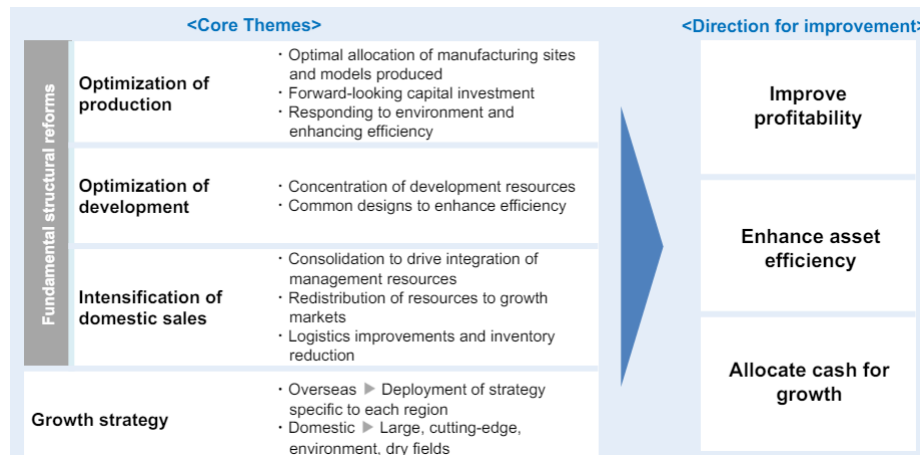 <Core Themes>
<Direction for improvement>
Fundamental structural reforms
Optimization of
production
・Optimal allocation of manufacturing sites
and models produced
・Forward-looking capital investment
・Responding to environment and
enhancing efficiency
Optimization of
development
・Concentration of development resources
・Common designs to enhance efficiency
Intensification of
domestic sales
・Consolidation to drive integration of
management resources
・Redistribution of resources to growth
markets
・Logistics improvements and inventory
reduction
Growth strategy
・Overseas ▶ Deployment of strategy
specific to each region
・Domestic ▶ Large, cutting-edge,
environment, dry fields
Improve
profitability
Enhance asset
efficiency
Allocate cash for
growth